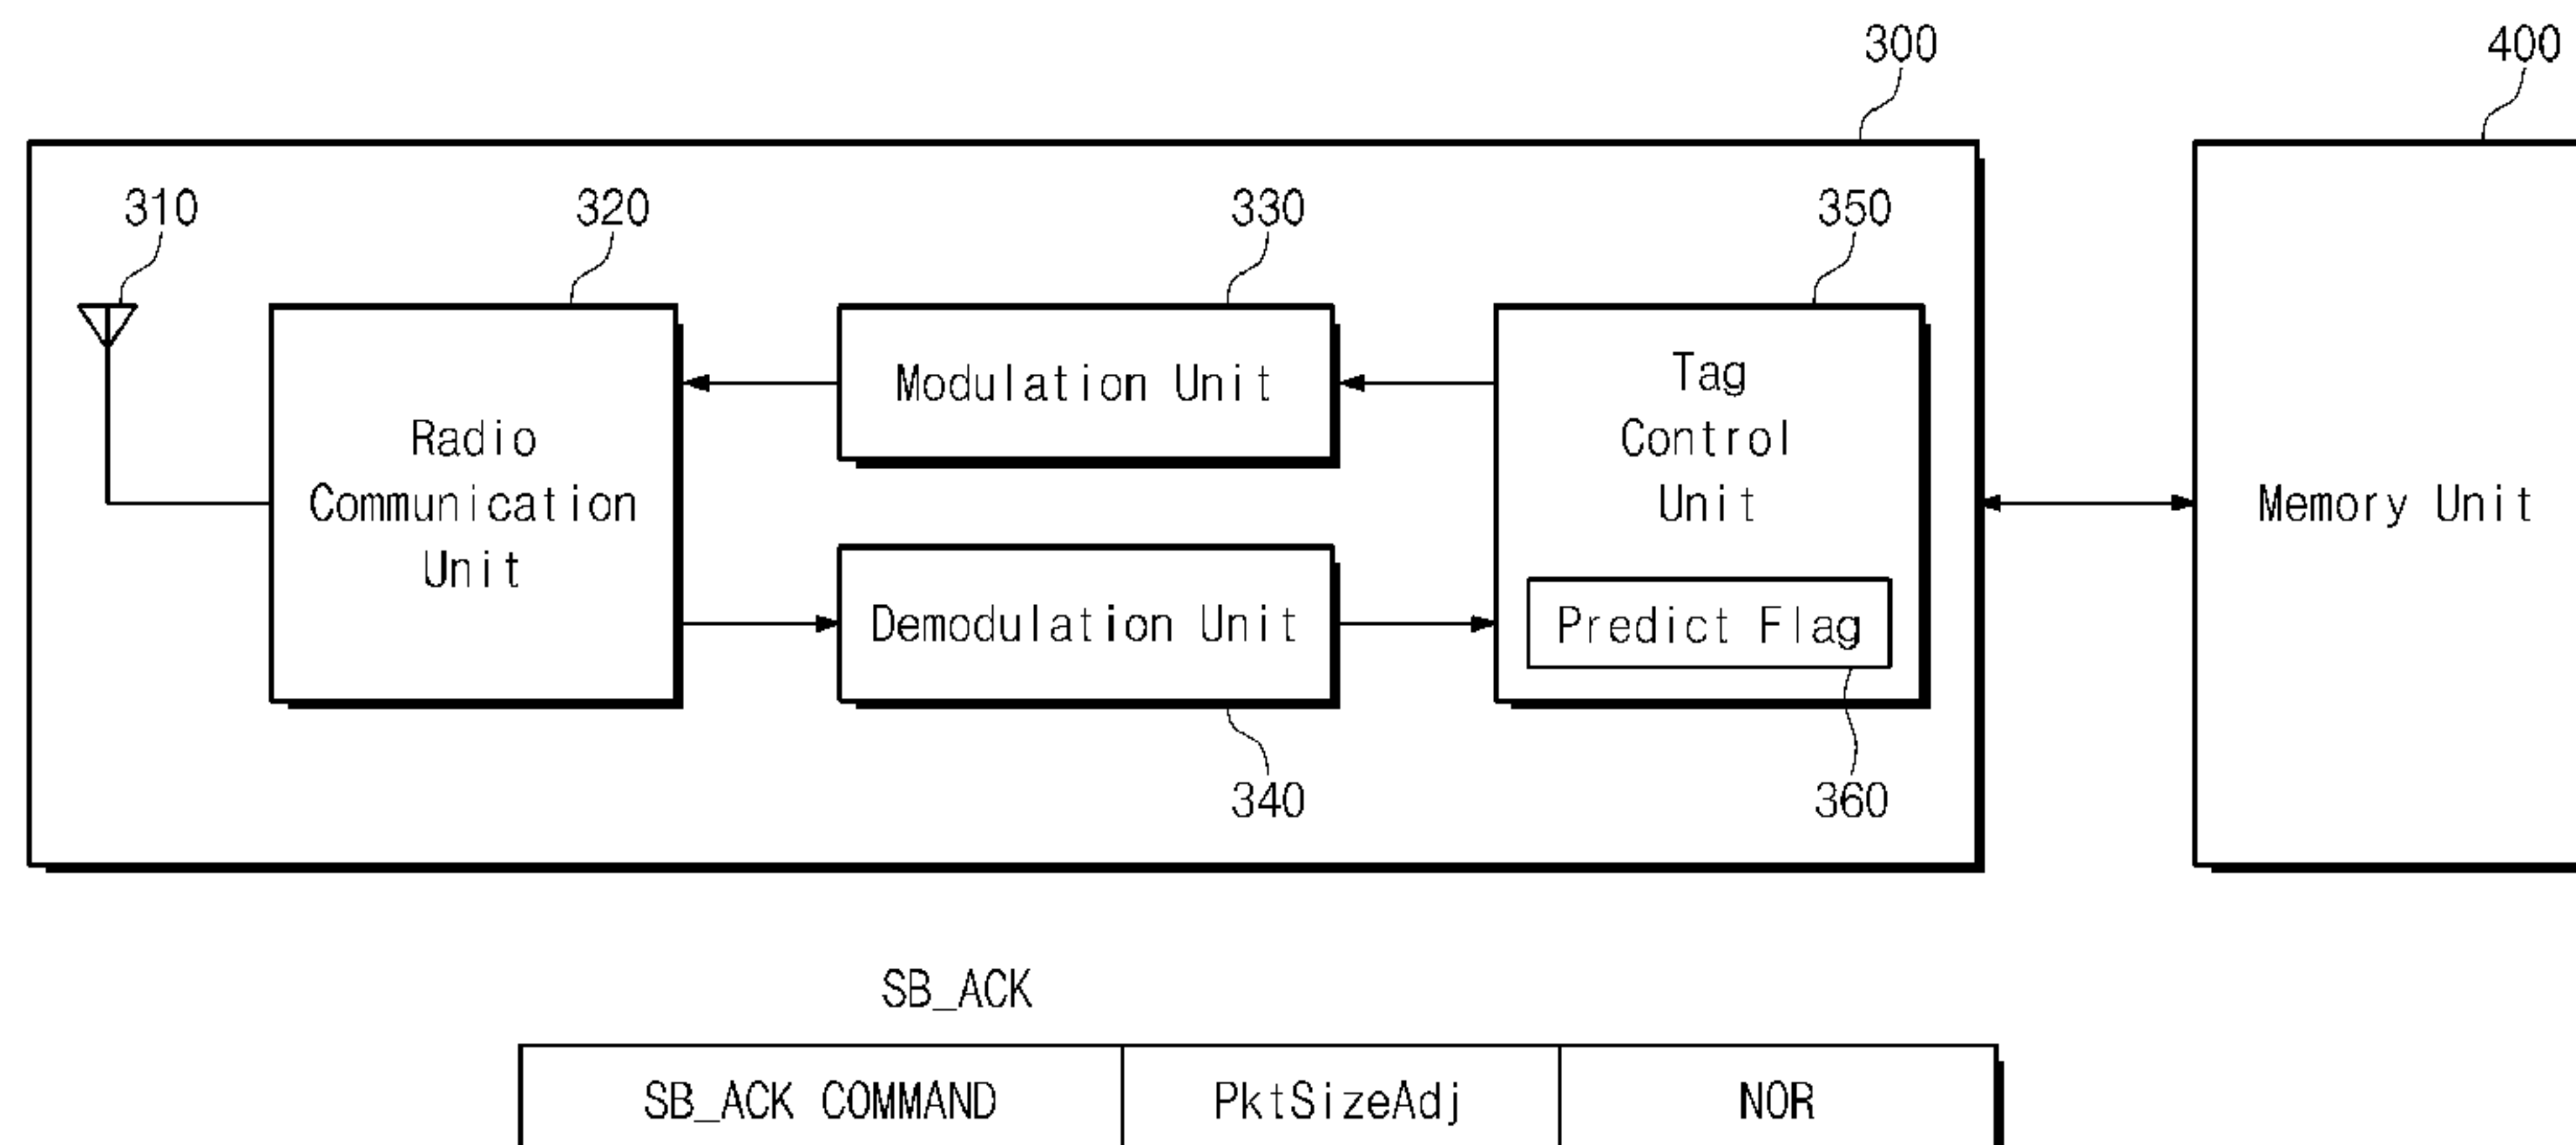 300
400
310
320
330
350
Radio
Communication
Unit
Modulation Unit
Demodulation Unit
Tag
Control
Unit
Predict Flag
Memory Unit
340
360
SB_ACK
SB_ACK COMMAND
PktSizeAdj
NOR